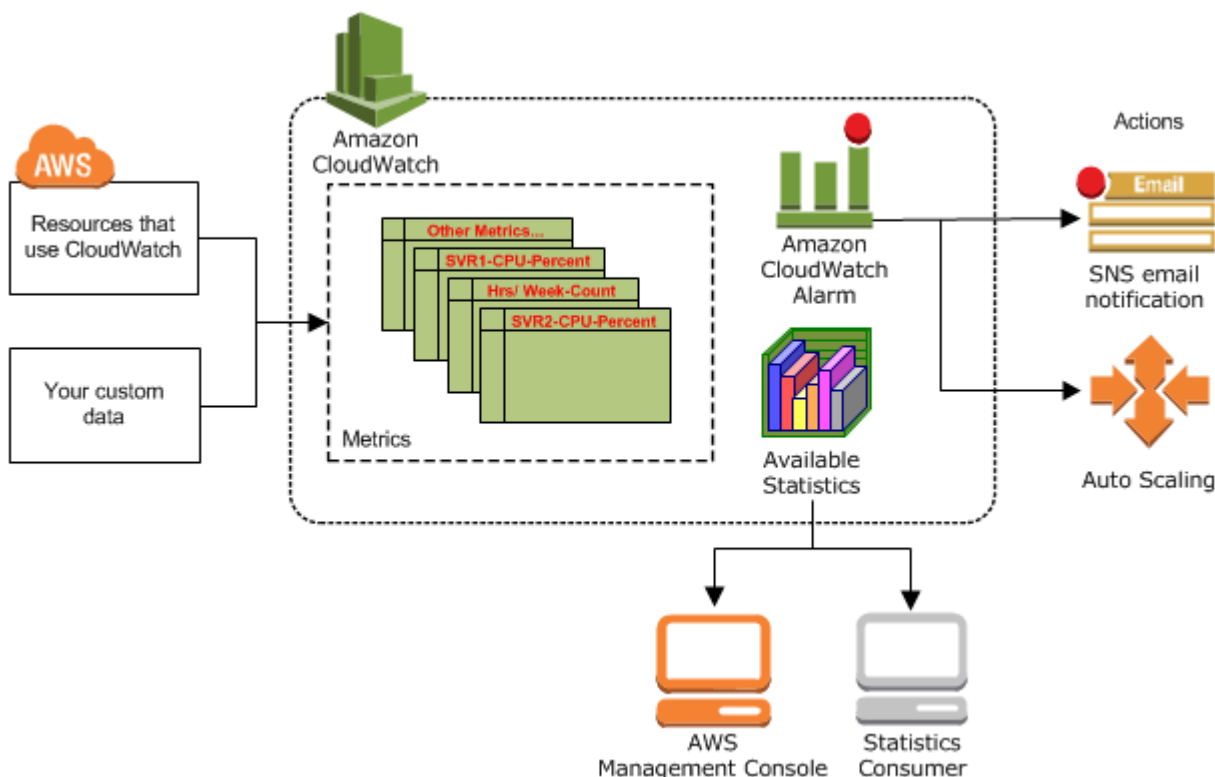 Amazon
CloudWatch
AWS
Resources that
use CloudWatch
Your custom
data
Other Metrics...
SVR1-CPU-Percent
Hrs/ Week-Count
SVR2-CPU-Percent
Metrics
Amazon
CloudWatch
Alarm
Available
Statistics
Actions
Email
SNS email
notification
Auto Scaling
AWS
Management Console
Statistics
Consumer